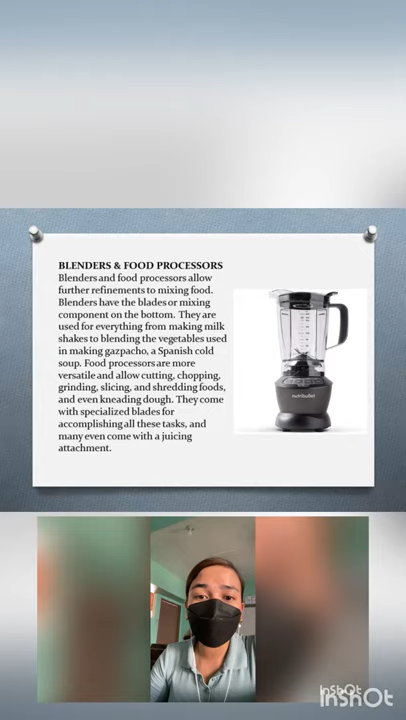 BLENDERS & FOOD PROCESSORS
Blenders and food processors allow
further refinements to mixing food.
Blenders have the blades or mixing
component on the bottom. They are
used for everything from making milk
shakes to blending the vegetables used
in making gazpacho, a Spanish cold
soup. Food processors are more
versatile and allow cutting, chopping,
grinding, slicing, and shredding foods,
and even kneading dough. They come
with specialized blades for
accomplishing all these tasks, and
many even come with a juicing
attachment.
nutribullet
InShOt
InShOt